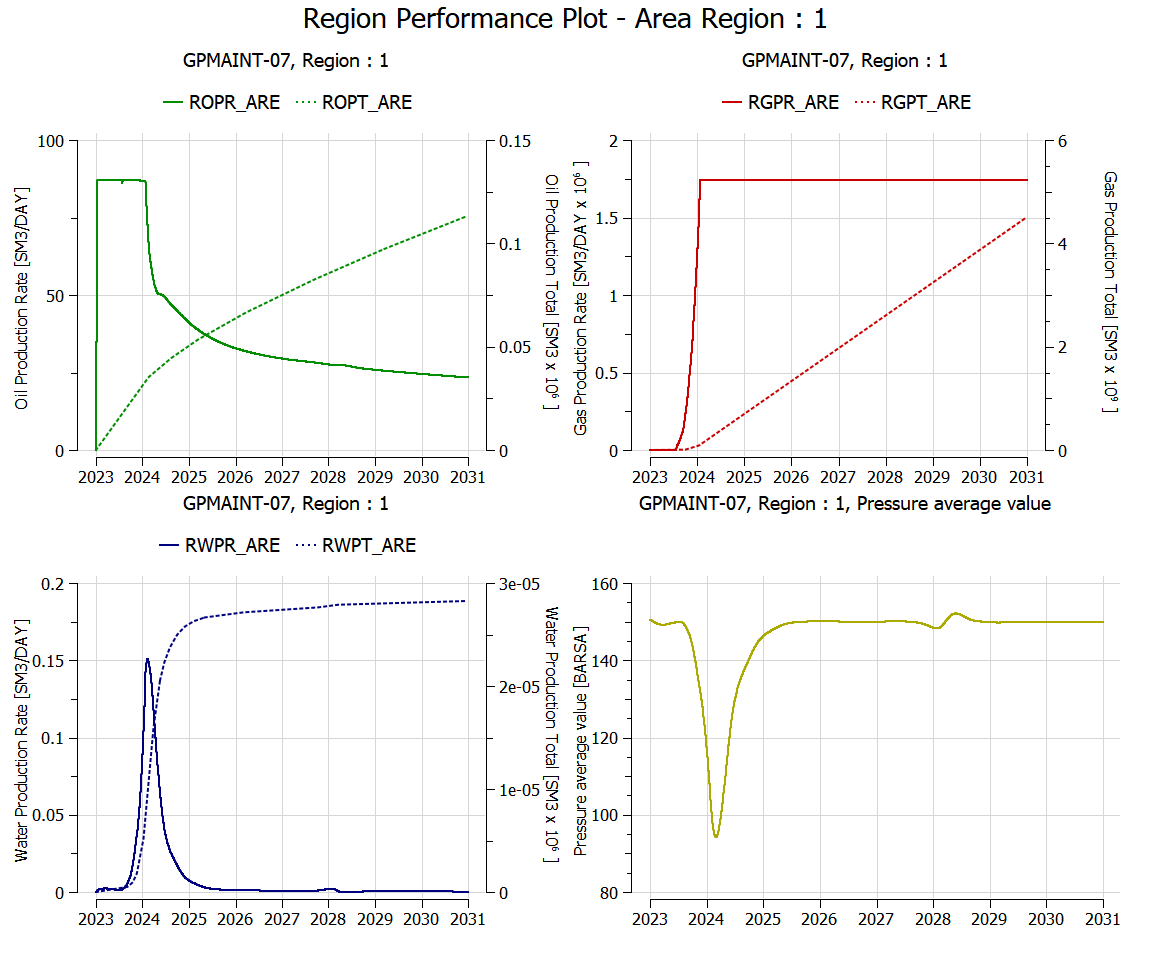 Region Performance Plot - Area Region : 1
GPMAINT-07, Region : 1
ROPR_ARE ROPT_ARE
Oil Production Rate [SM3/DAY]
100
50
0
0.15
0.1
0.05
0
Oil Production Total [SM3 x 10⁶ ]
2023 2024 2025 2026 2027 2028 2029 2030 2031
GPMAINT-07, Region : 1
RGPR_ARE RGPT_ARE
Gas Production Rate [SM3/DAY x 10⁶ ]
2
1.5
1
0.5
0
6
4
2
0
Gas Production Total [SM3 x 10⁹ ]
2023 2024 2025 2026 2027 2028 2029 2030 2031
GPMAINT-07, Region : 1
RWPR_ARE RWPT_ARE
Water Production Rate [SM3/DAY]
0.2
0.15
0.1
0.05
0
3e-05
2e-05
1e-05
0
Water Production Total [SM3 x 10⁶ ]
2023 2024 2025 2026 2027 2028 2029 2030 2031
GPMAINT-07, Region : 1, Pressure average value
Pressure average value [BARSA]
160
140
120
100
80
2023 2024 2025 2026 2027 2028 2029 2030 2031